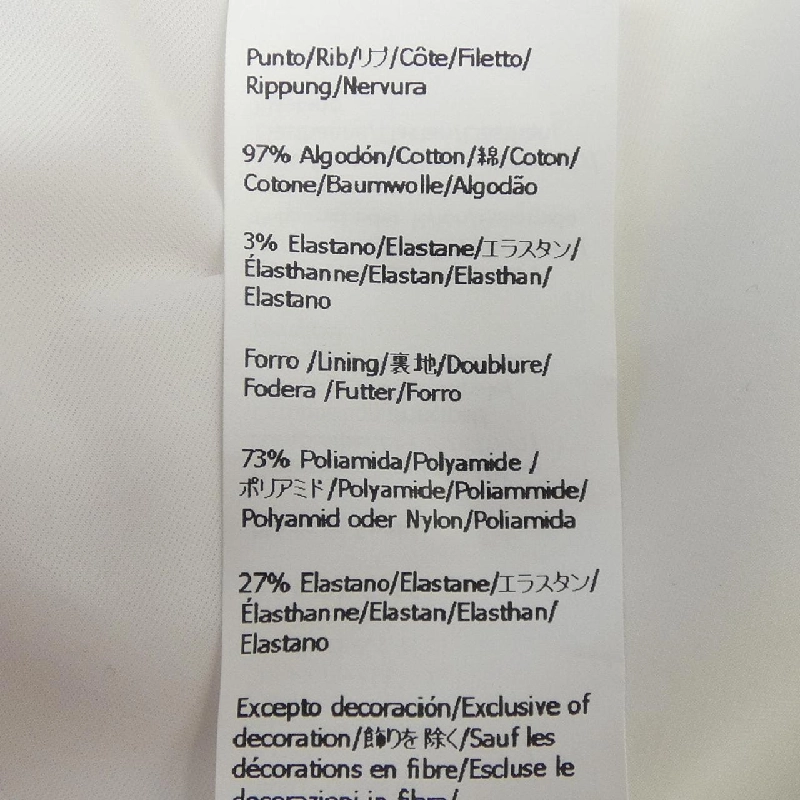 Punto/Rib/リブ/Côte/Filetto/
Rippung/Nervura
97% Algodón/Cotton/綿/Coton/
Cotone/Baumwolle/Algodão
3% Elastano/Elastane/エラスタン/
Élasthanne/Elastan/Elasthan/
Elastano
Forro /Lining/裏地/Doublure/
Fodera /Futter/Forro
73% Poliamida/Polyamide /
ポリアミド/Polyamide/Poliammide/
Polyamid oder Nylon/Poliamida
27% Elastano/Elastane/エラスタン/
Élasthanne/Elastan/Elasthan/
Elastano
Excepto decoración/Exclusive of
decoration/飾りを除く/Sauf les
décorations en fibre/Escluse le
decorazioni in fibre/